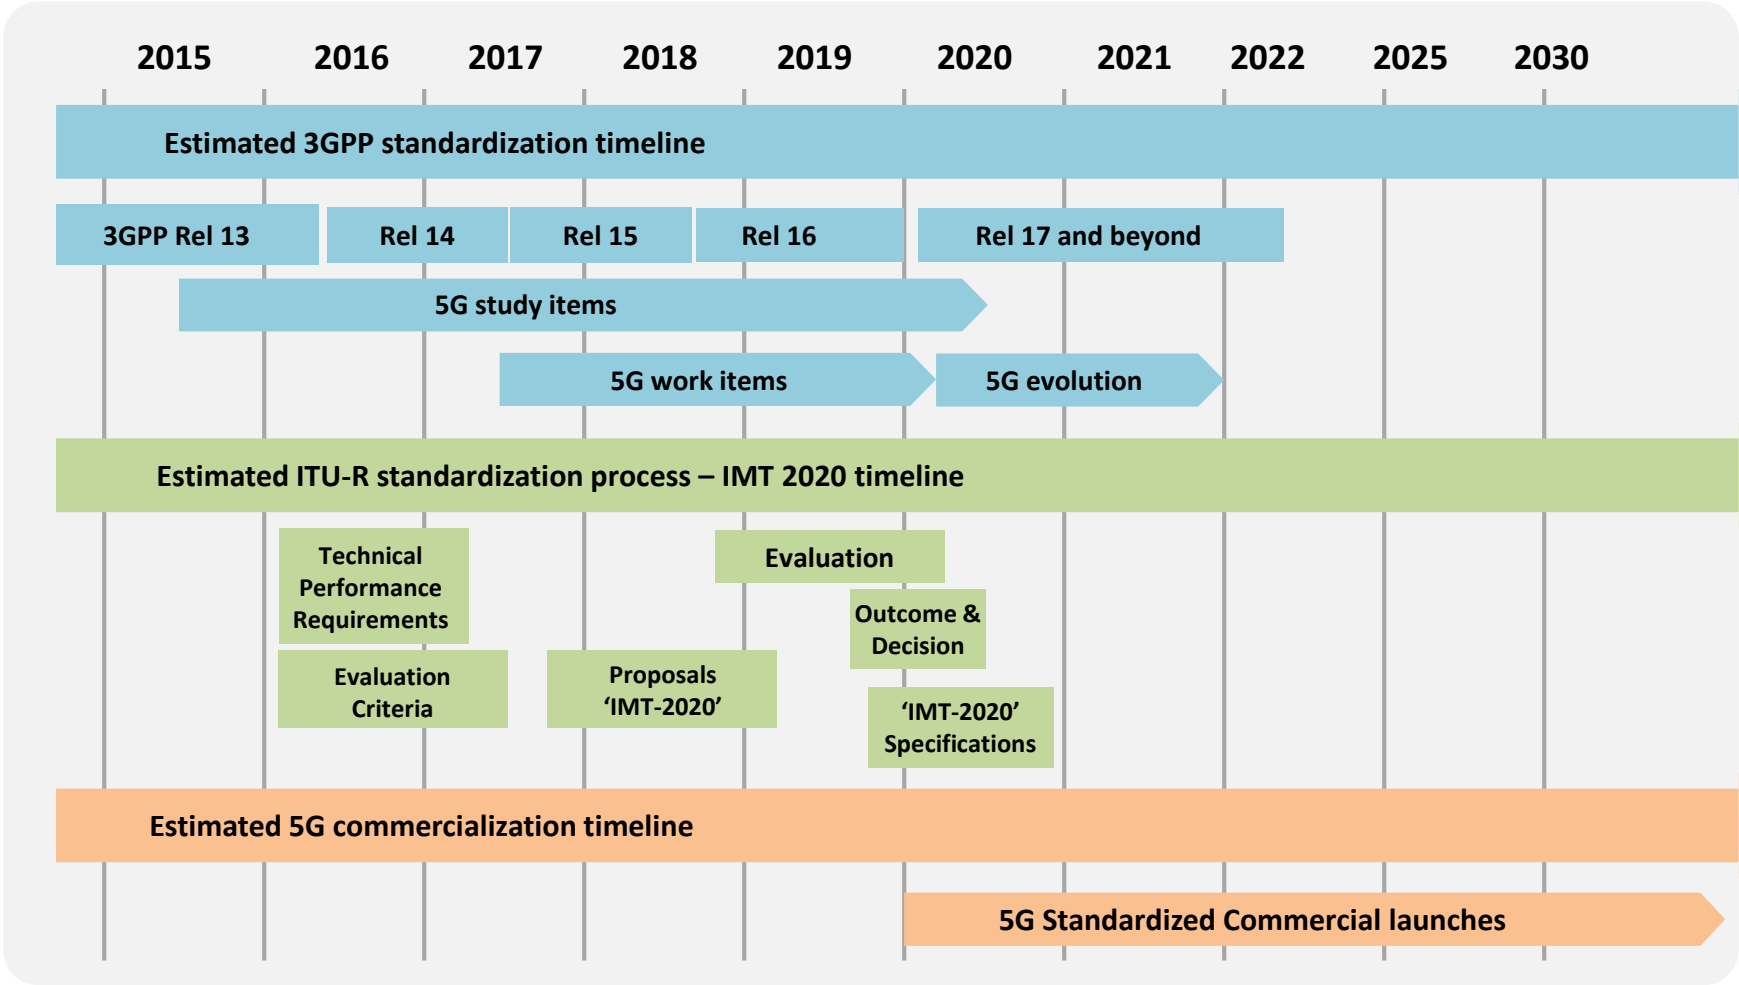 2015 2016 2017 2018 2019 2020 2021 2022 2025 2030
Estimated 3GPP standardization timeline
3GPP Rel 13 Rel 14 Rel 15 Rel 16 Rel 17 and beyond
5G study items
5G work items 5G evolution
Estimated ITU-R standardization process – IMT 2020 timeline
Technical
Performance
Requirements
Evaluation
Outcome &
Decision
Evaluation
Criteria
Proposals
‘IMT-2020’
‘IMT-2020’
Specifications
Estimated 5G commercialization timeline
5G Standardized Commercial launches